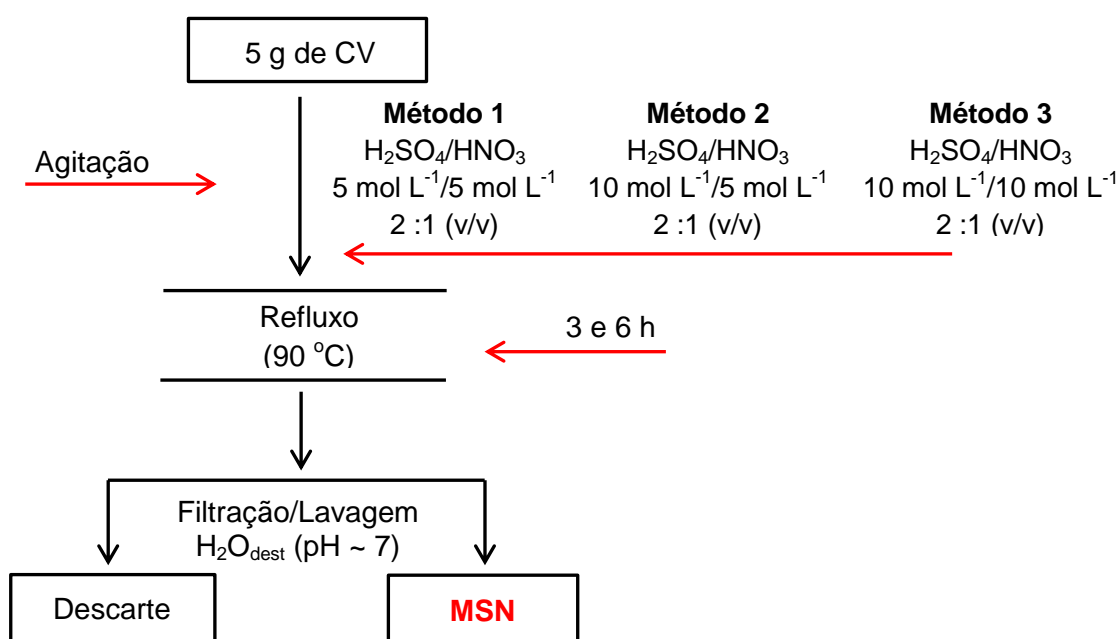 5 g de CV
Agitação
Método 1
H₂SO₄/HNO₃
5 mol L⁻¹/5 mol L⁻¹
2 :1 (v/v)
Método 2
H₂SO₄/HNO₃
10 mol L⁻¹/5 mol L⁻¹
2 :1 (v/v)
Método 3
H₂SO₄/HNO₃
10 mol L⁻¹/10 mol L⁻¹
2 :1 (v/v)
Refluxo
(90 °C)
3 e 6 h
Filtração/Lavagem
H₂O_dest (pH ~ 7)
Descarte
MSN